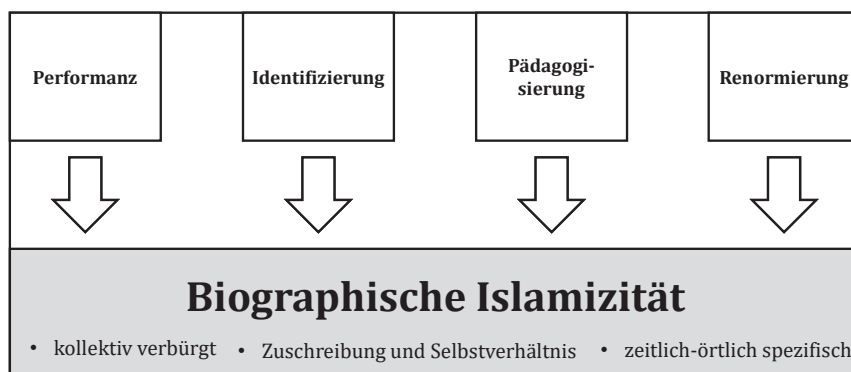 Performanz
Identifizierung
Pädagogi-
sierung
Renormierung
Biographische Islamizität
• kollektiv verbürgt • Zuschreibung und Selbstverhältnis • zeitlich-örtlich spezifisch